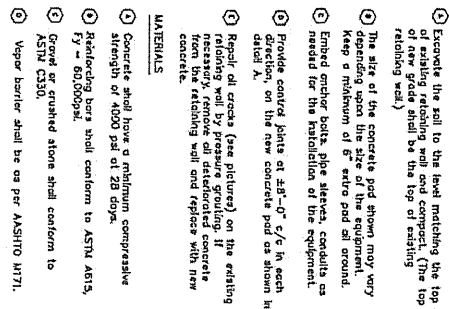 A Excavate the soil to the level matching the top
of existing retaining wall and compact. (The top
of new grade shall be the top of existing
retaining wall.)
B The size of the concrete pad shown may vary
depending upon the size of the equipment.
Keep a minimum of 6" extra pad all around.
C Embed anchor bolts, pipe sleeves, conduits as
needed for the installation of the equipment.
D Provide control joints at ±8'-0" c/c in each
direction, on the new concrete pad as shown in
detail A.
E Repair all cracks (see pictures) on the existing
retaining wall by pressure grouting. If
necessary, remove all deteriorated concrete
from the retaining wall and replace with new
concrete.
MATERIALS
A Concrete shall have a minimum compressive
strength of 4000 psi at 28 days.
B Reinforcing bars shall conform to ASTM A615,
Fy = 60,000psi.
C Gravel or crushed stone shall conform to
ASTM C330.
D Vapor barrier shall be as per AASHTO M171.